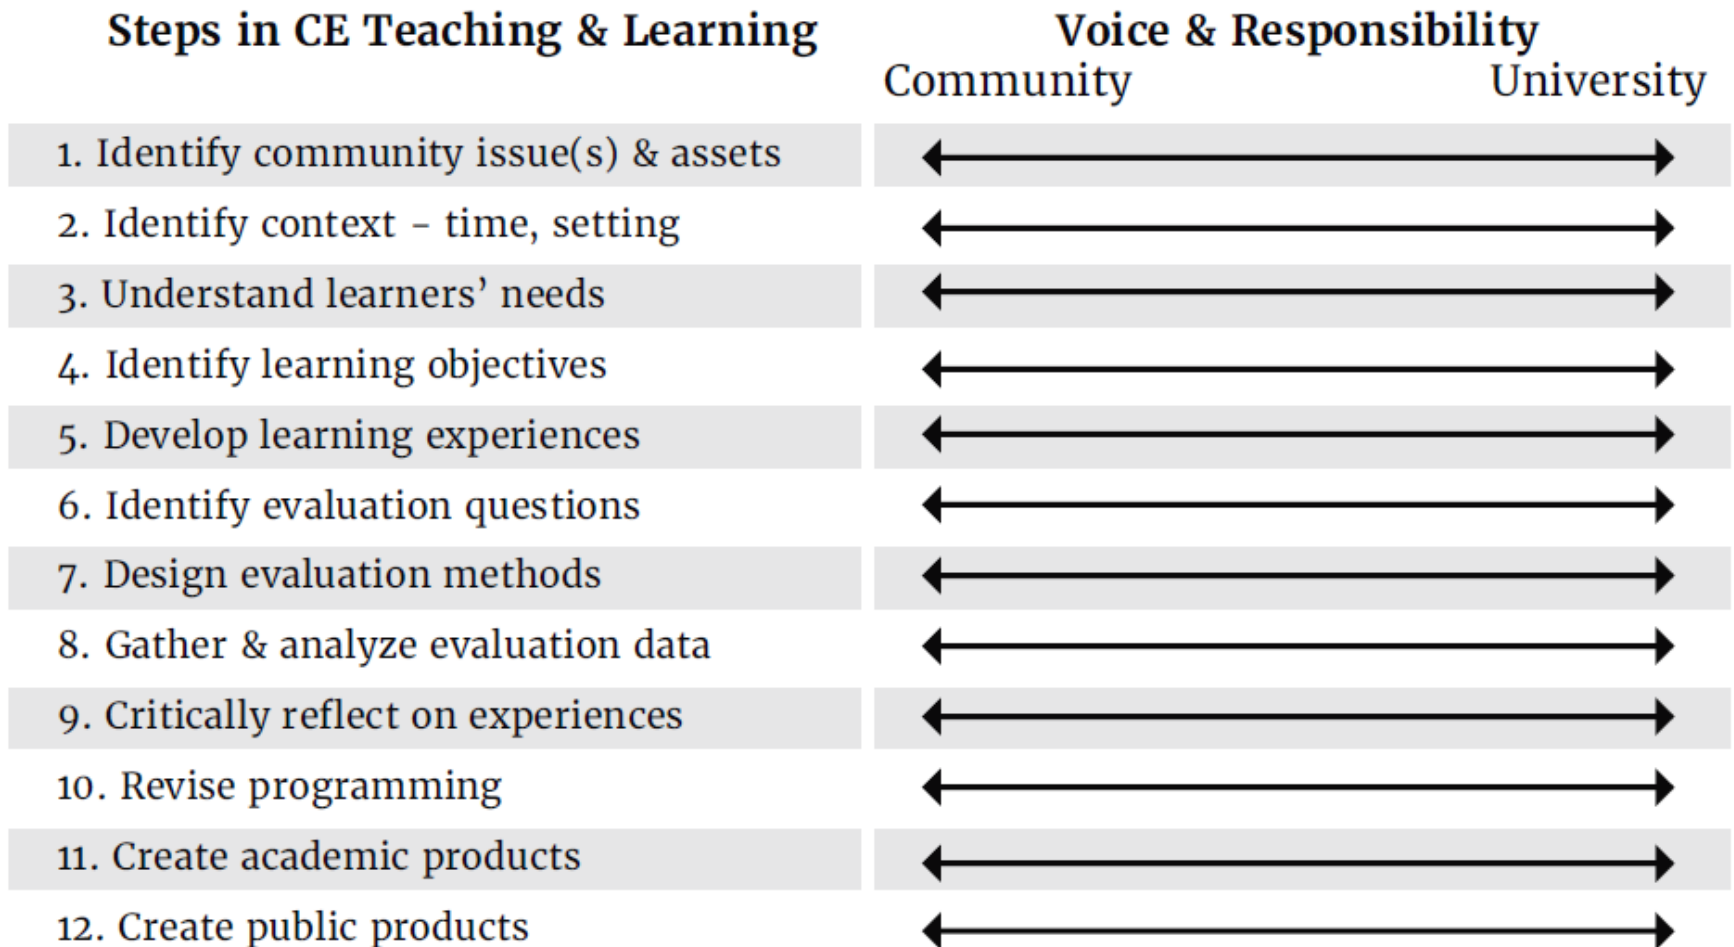 Steps in CE Teaching & Learning
Voice & Responsibility
Community University
1. Identify community issue(s) & assets
2. Identify context – time, setting
3. Understand learners’ needs
4. Identify learning objectives
5. Develop learning experiences
6. Identify evaluation questions
7. Design evaluation methods
8. Gather & analyze evaluation data
9. Critically reflect on experiences
10. Revise programming
11. Create academic products
12. Create public products